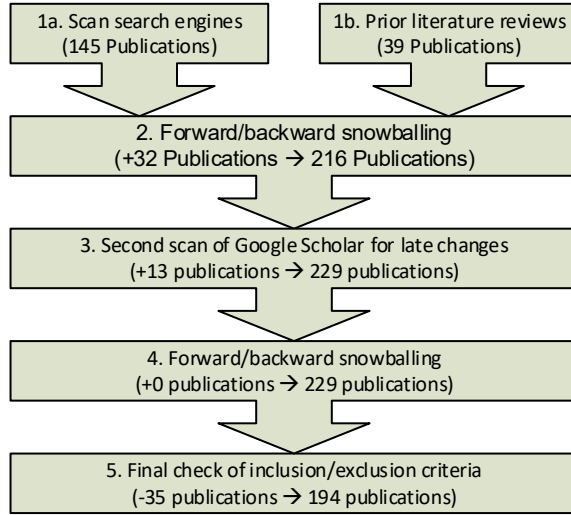 1a. Scan search engines
(145 Publications)
1b. Prior literature reviews
(39 Publications)
2. Forward/backward snowballing
(+32 Publications → 216 Publications)
3. Second scan of Google Scholar for late changes
(+13 publications → 229 publications)
4. Forward/backward snowballing
(+0 publications → 229 publications)
5. Final check of inclusion/exclusion criteria
(-35 publications → 194 publications)